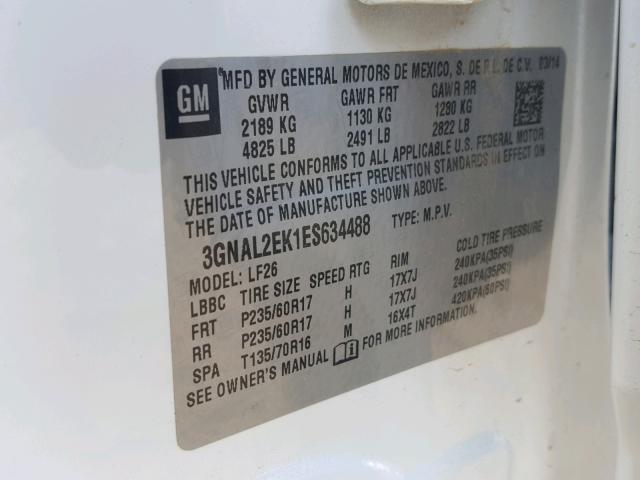 GM
MFD BY GENERAL MOTORS DE MEXICO, S. DE R.L. DE C.V. 03/14
GVWR GAWR FRT GAWR RR
2189 KG 1130 KG 1280 KG
4825 LB 2491 LB 2822 LB
THIS VEHICLE CONFORMS TO ALL APPLICABLE U.S. FEDERAL MOTOR
VEHICLE SAFETY AND THEFT PREVENTION STANDARDS IN EFFECT ON
THE DATE OF MANUFACTURE SHOWN ABOVE.
3GNAL2EK1ES634488 TYPE: M.P.V.
MODEL: LF26
LBBC TIRE SIZE SPEED RTG RIM COLD TIRE PRESSURE
FRT P235/60R17 H 17X7J 240KPA(35PSI)
RR P235/60R17 H 17X7J 240KPA(35PSI)
SPA T135/70R16 M 16X4T 420KPA(60PSI)
SEE OWNER'S MANUAL FOR MORE INFORMATION.